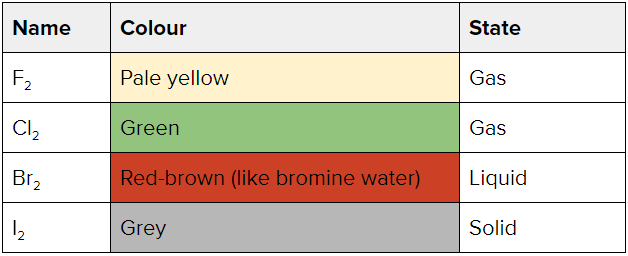 Name Colour State
F₂ Pale yellow Gas
Cl₂ Green Gas
Br₂ Red-brown (like bromine water) Liquid
I₂ Grey Solid